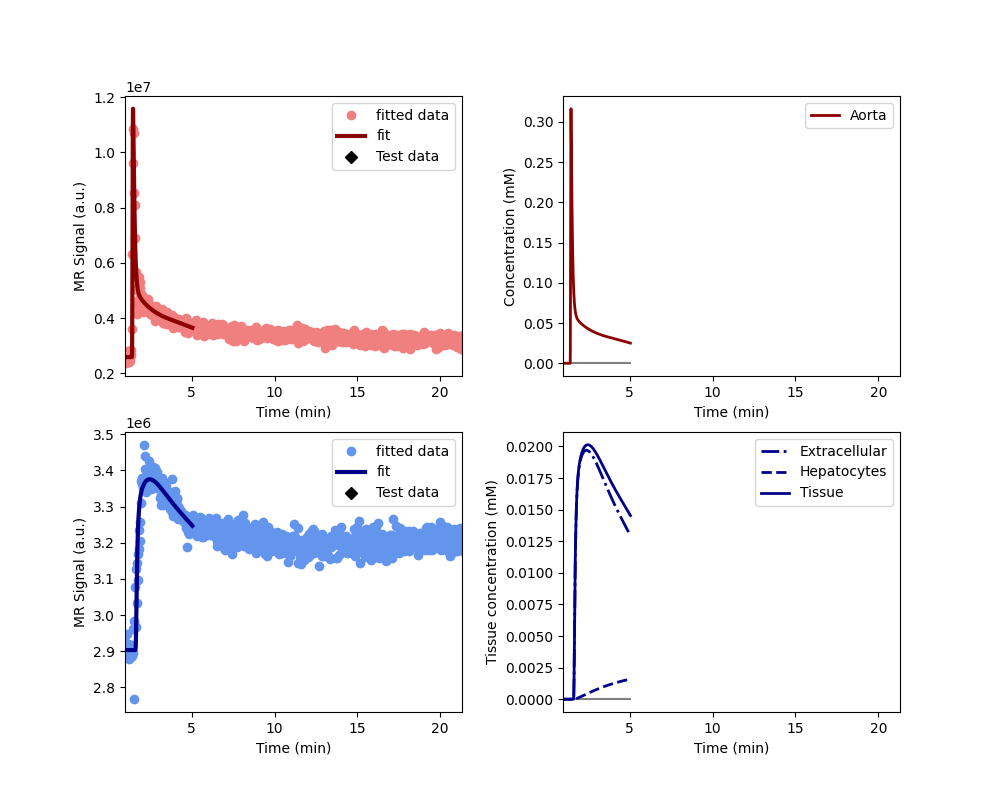 1e7
1.2
1.0
0.8
0.6
0.4
0.2
MR Signal (a.u.)
fitted data
fit
Test data
5 10 15 20
Time (min)
0.30
0.25
0.20
0.15
0.10
0.05
0.00
Concentration (mM)
Aorta
5 10 15 20
Time (min)
1e6
3.5
3.4
3.3
3.2
3.1
3.0
2.9
2.8
MR Signal (a.u.)
fitted data
fit
Test data
5 10 15 20
Time (min)
0.0200
0.0175
0.0150
0.0125
0.0100
0.0075
0.0050
0.0025
0.0000
Tissue concentration (mM)
Extracellular
Hepatocytes
Tissue
5 10 15 20
Time (min)